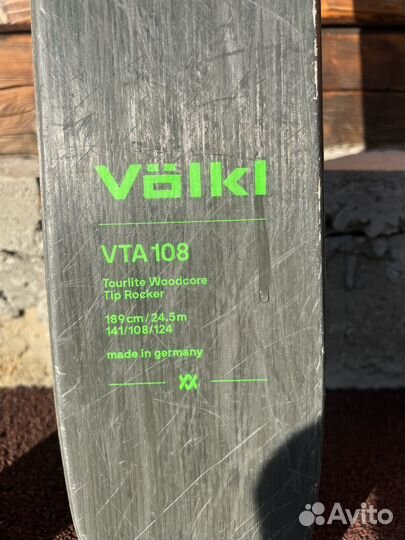 Völkl
VTA 108
Tourlite Woodcore
Tip Rocker
189cm / 24.5m
141/108/124
made in germany
Avito